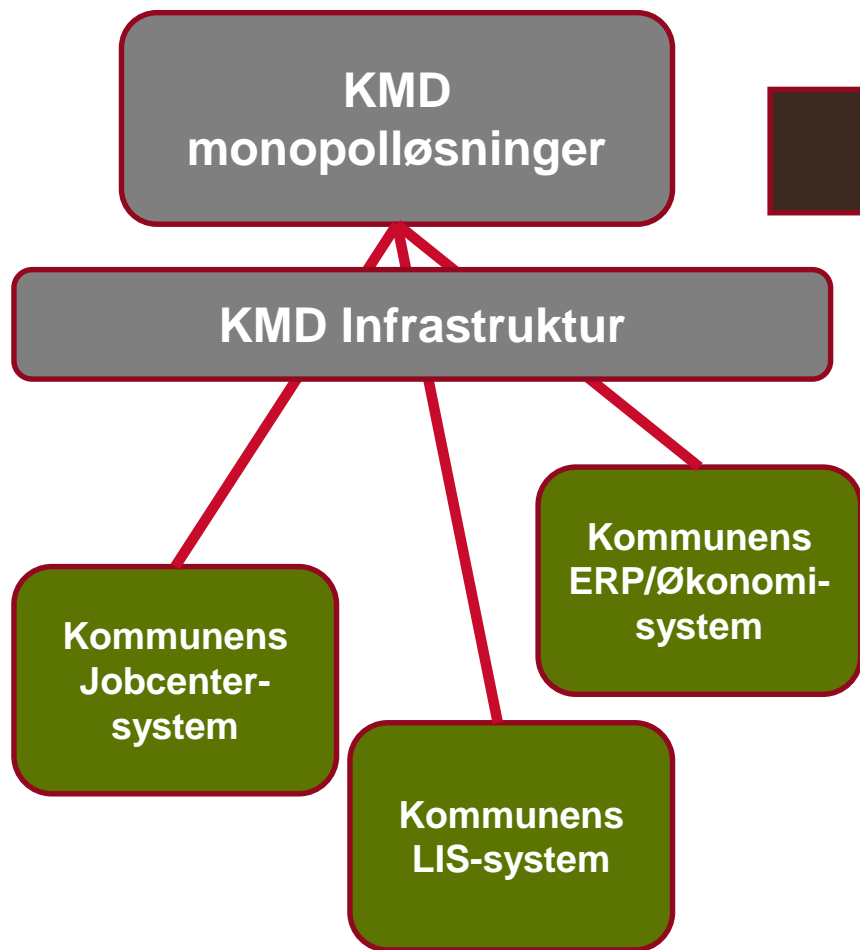 KMD
monopolløsninger
KMD Infrastruktur
Kommunens
ERP/Økonomi-
system
Kommunens
Jobcenter-
system
Kommunens
LIS-system